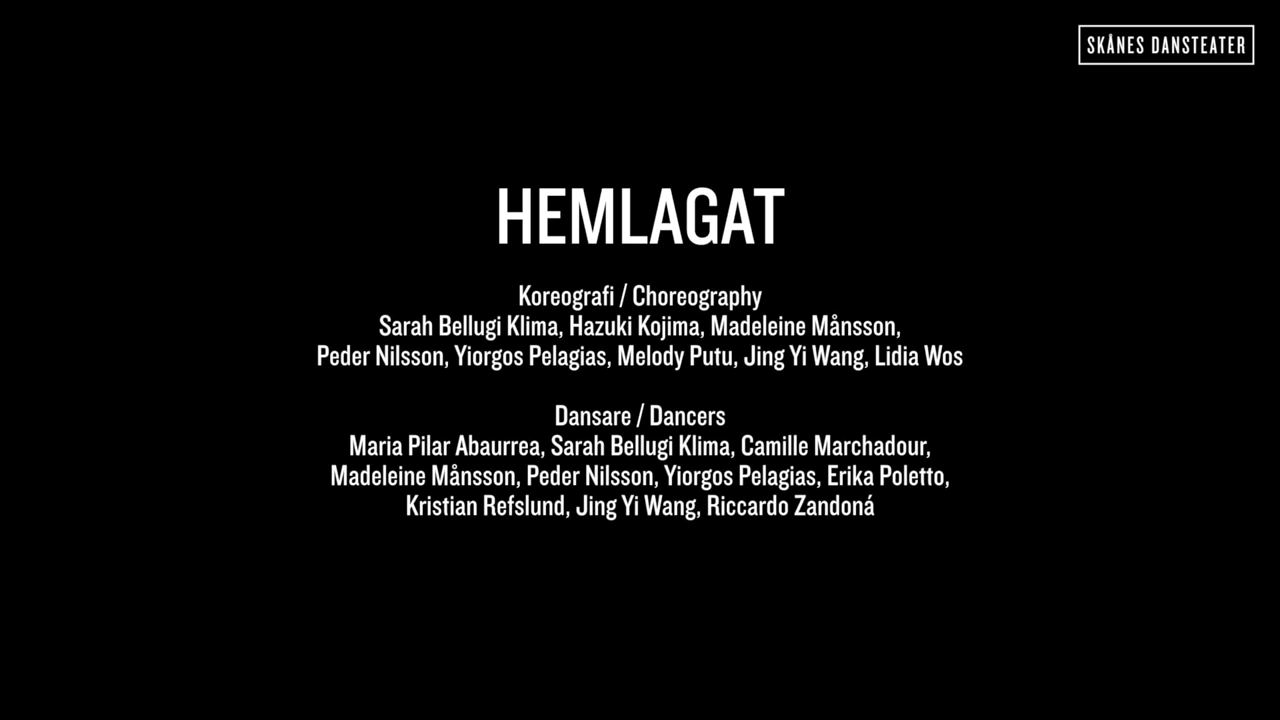 SKÅNES DANSTEATER
HEMLAGAT
Koreografi / Choreography
Sarah Bellugi Klima, Hazuki Kojima, Madeleine Månsson,
Peder Nilsson, Yiorgos Pelagias, Melody Putu, Jing Yi Wang, Lidia Wos
Dansare / Dancers
Maria Pilar Abaurrea, Sarah Bellugi Klima, Camille Marchadour,
Madeleine Månsson, Peder Nilsson, Yiorgos Pelagias, Erika Poletto,
Kristian Refslund, Jing Yi Wang, Riccardo Zandoná